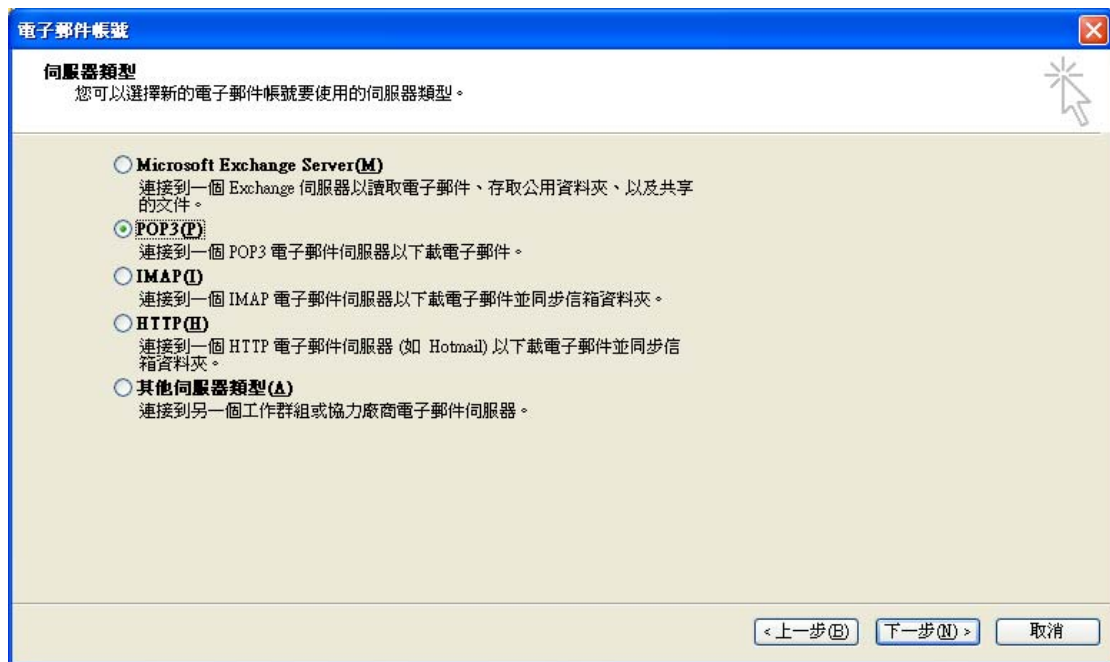 電子郵件帳號
伺服器類型
您可以選擇新的電子郵件帳號要使用的伺服器類型。
Microsoft Exchange Server(M)
連接到一個 Exchange 伺服器以讀取電子郵件、存取公用資料夾、以及共享
的文件。
POP3(P)
連接到一個 POP3 電子郵件伺服器以下載電子郵件。
IMAP(I)
連接到一個 IMAP 電子郵件伺服器以下載電子郵件並同步信箱資料夾。
HTTP(H)
連接到一個 HTTP 電子郵件伺服器 (如 Hotmail) 以下載電子郵件並同步信
箱資料夾。
其他伺服器類型(A)
連接到另一個工作群組或協力廠商電子郵件伺服器。
<上一步(B)
下一步(N)>
取消